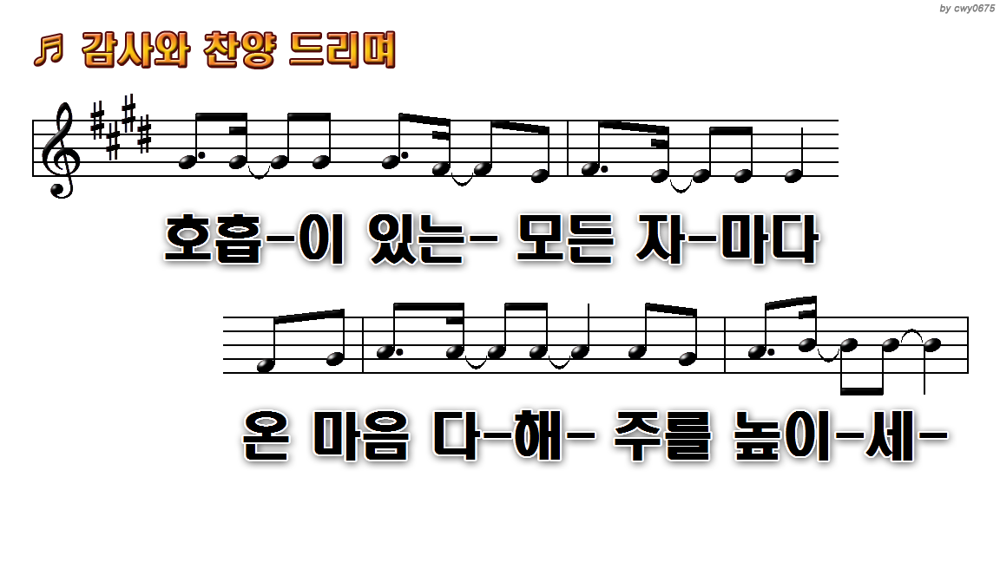 by cwy0675
♬ 감사와 찬양 드리며
호흡-이 있는- 모든 자-마다
온 마음 다-해- 주를 높이-세-